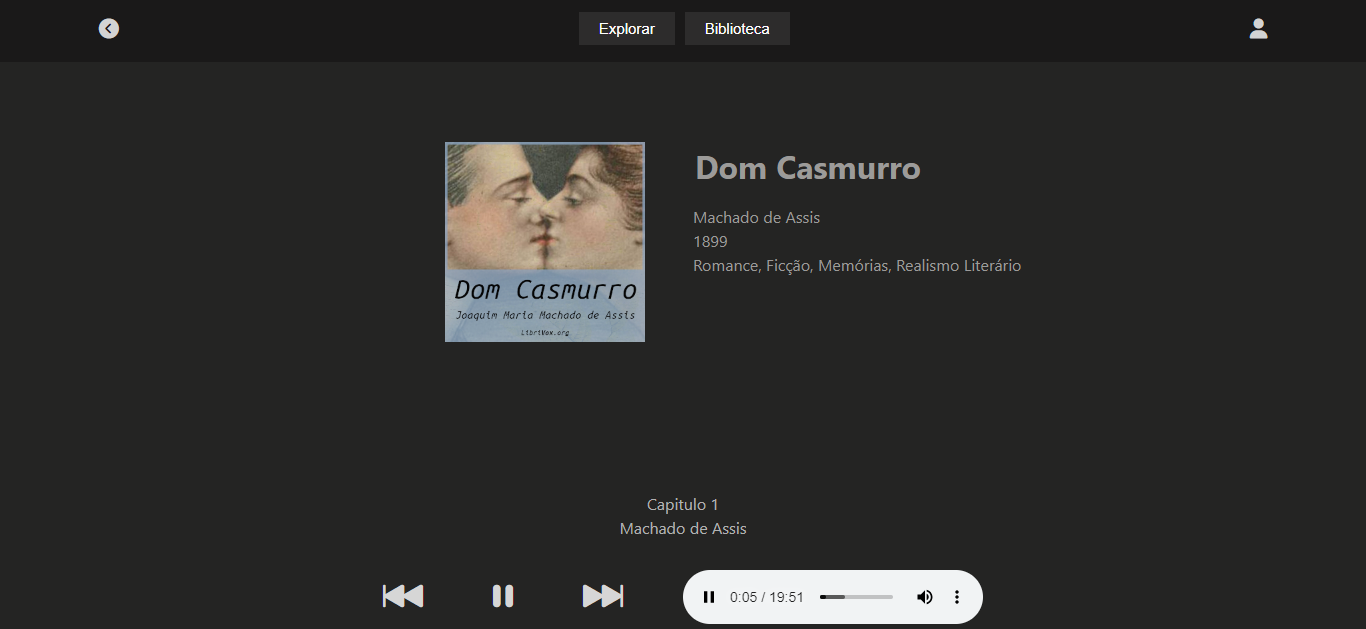 Explorar
Biblioteca
Dom Casmurro
Machado de Assis
1899
Romance, Ficção, Memórias, Realismo Literário
Dom Casmurro
Joaquim Maria Machado de Assis
LibriVox.org
Capitulo 1
Machado de Assis
0:05 / 19:51